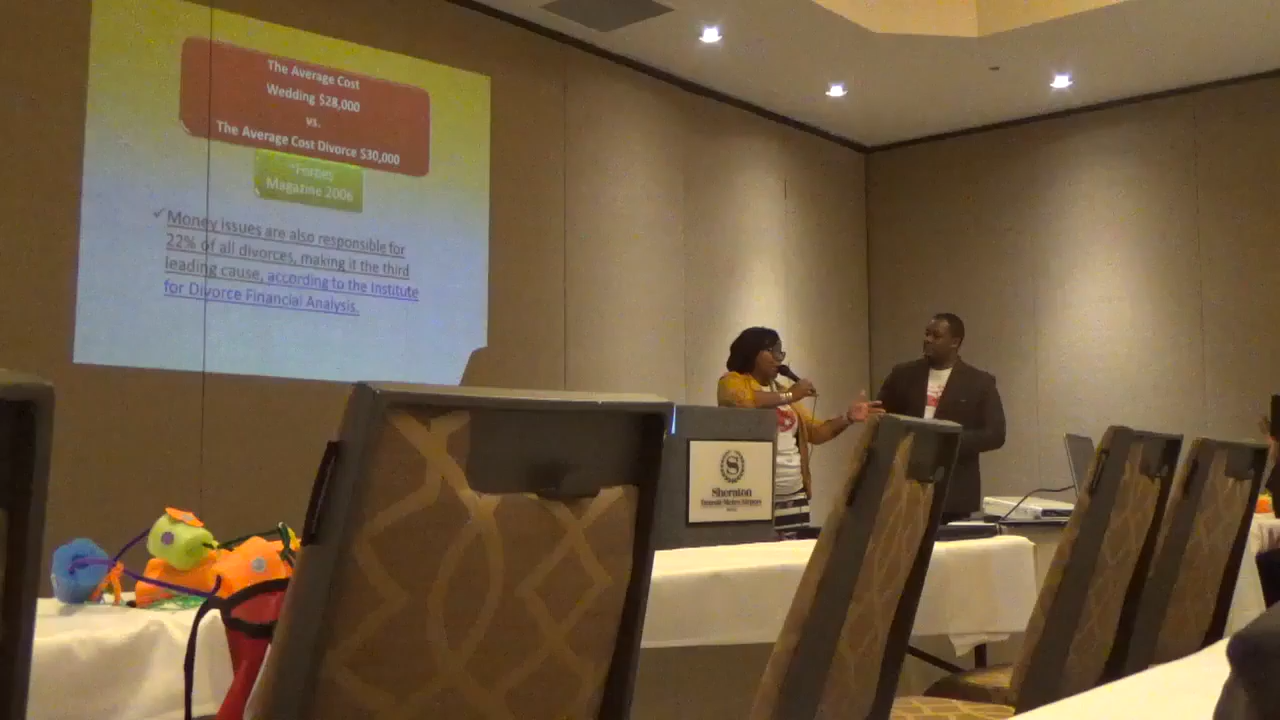 The Average Cost
Wedding $28,000
vs.
The Average Cost Divorce $30,000
Magazine 2006
✓ Money issues are also responsible for
22% of all divorces, making it the third
leading cause, according to the Institute
for Divorce Financial Analysis.
S
Sheraton